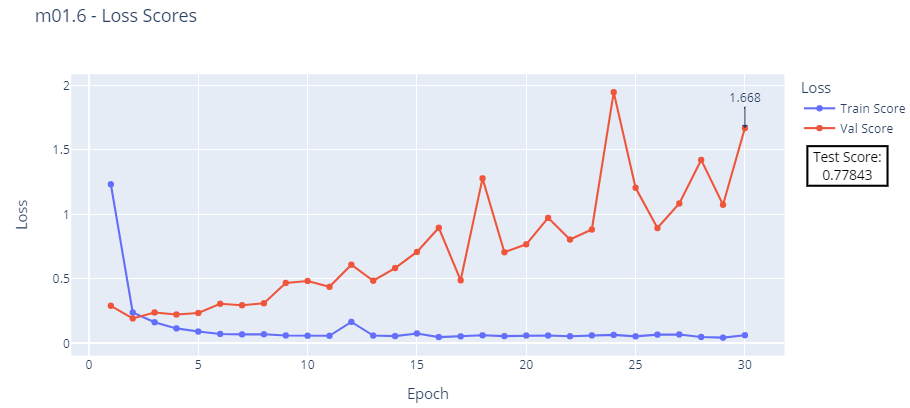 m01.6 - Loss Scores
Loss
Train Score
Val Score
Test Score:
0.77843
1.668
2
1.5
1
0.5
0
Loss
0 5 10 15 20 25 30
Epoch